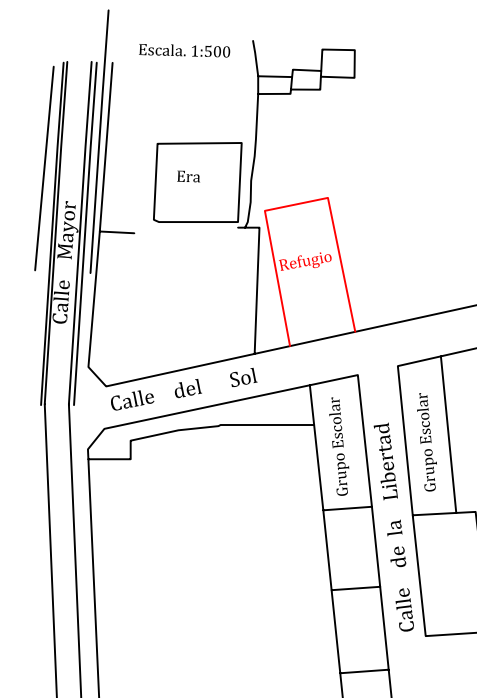 Escala. 1:500
Era
Calle Mayor
Refugio
Calle del Sol
Grupo Escolar
Calle de la Libertad
Grupo Escolar